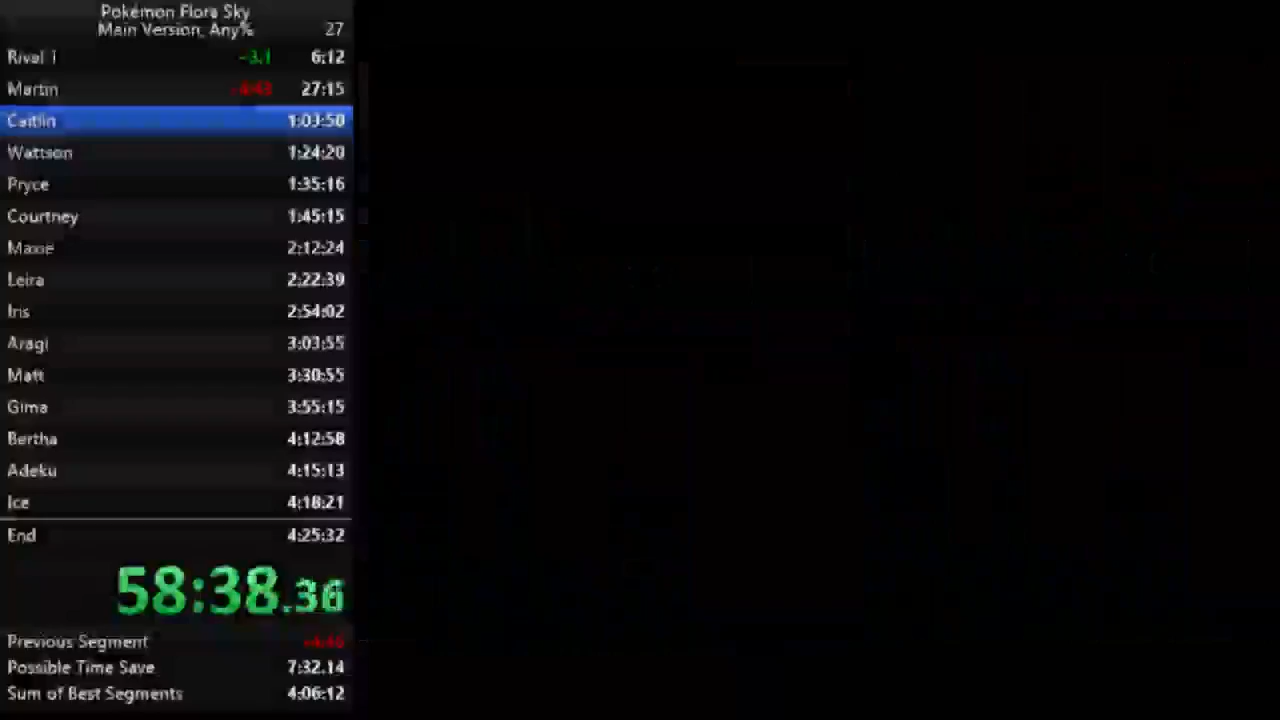 Pokémon Flora Sky
Main Version, Any% 27
Rival 1 -3.1 6:12
Martin 27:15
Caitlin 1:03:50
Wattson 1:24:20
Pryce 1:35:16
Courtney 1:45:15
Maxie 2:12:24
Leira 2:22:39
Iris 2:54:02
Aragi 3:03:55
Matt 3:30:55
Gima 3:55:15
Bertha 4:12:58
Adeku 4:15:13
Ice 4:18:21
End 4:25:32
58:38.36
Previous Segment
Possible Time Save 7:32.14
Sum of Best Segments 4:06:12